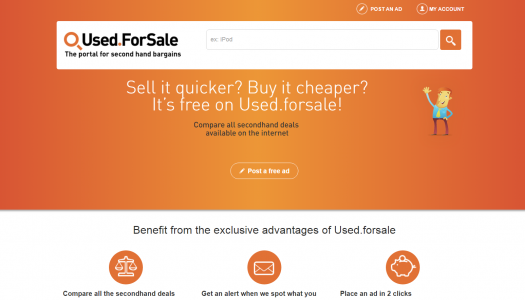 POST AN AD
MY ACCOUNT
Used.ForSale
The portal for second hand bargains
ex: iPod
Sell it quicker? Buy it cheaper?
It's free on Used.forsale!
Compare all secondhand deals
available on the internet
Post a free ad
Benefit from the exclusive advantages of Used.forsale
Compare all the secondhand deals
Get an alert when we spot what you
Place an ad in 2 clicks